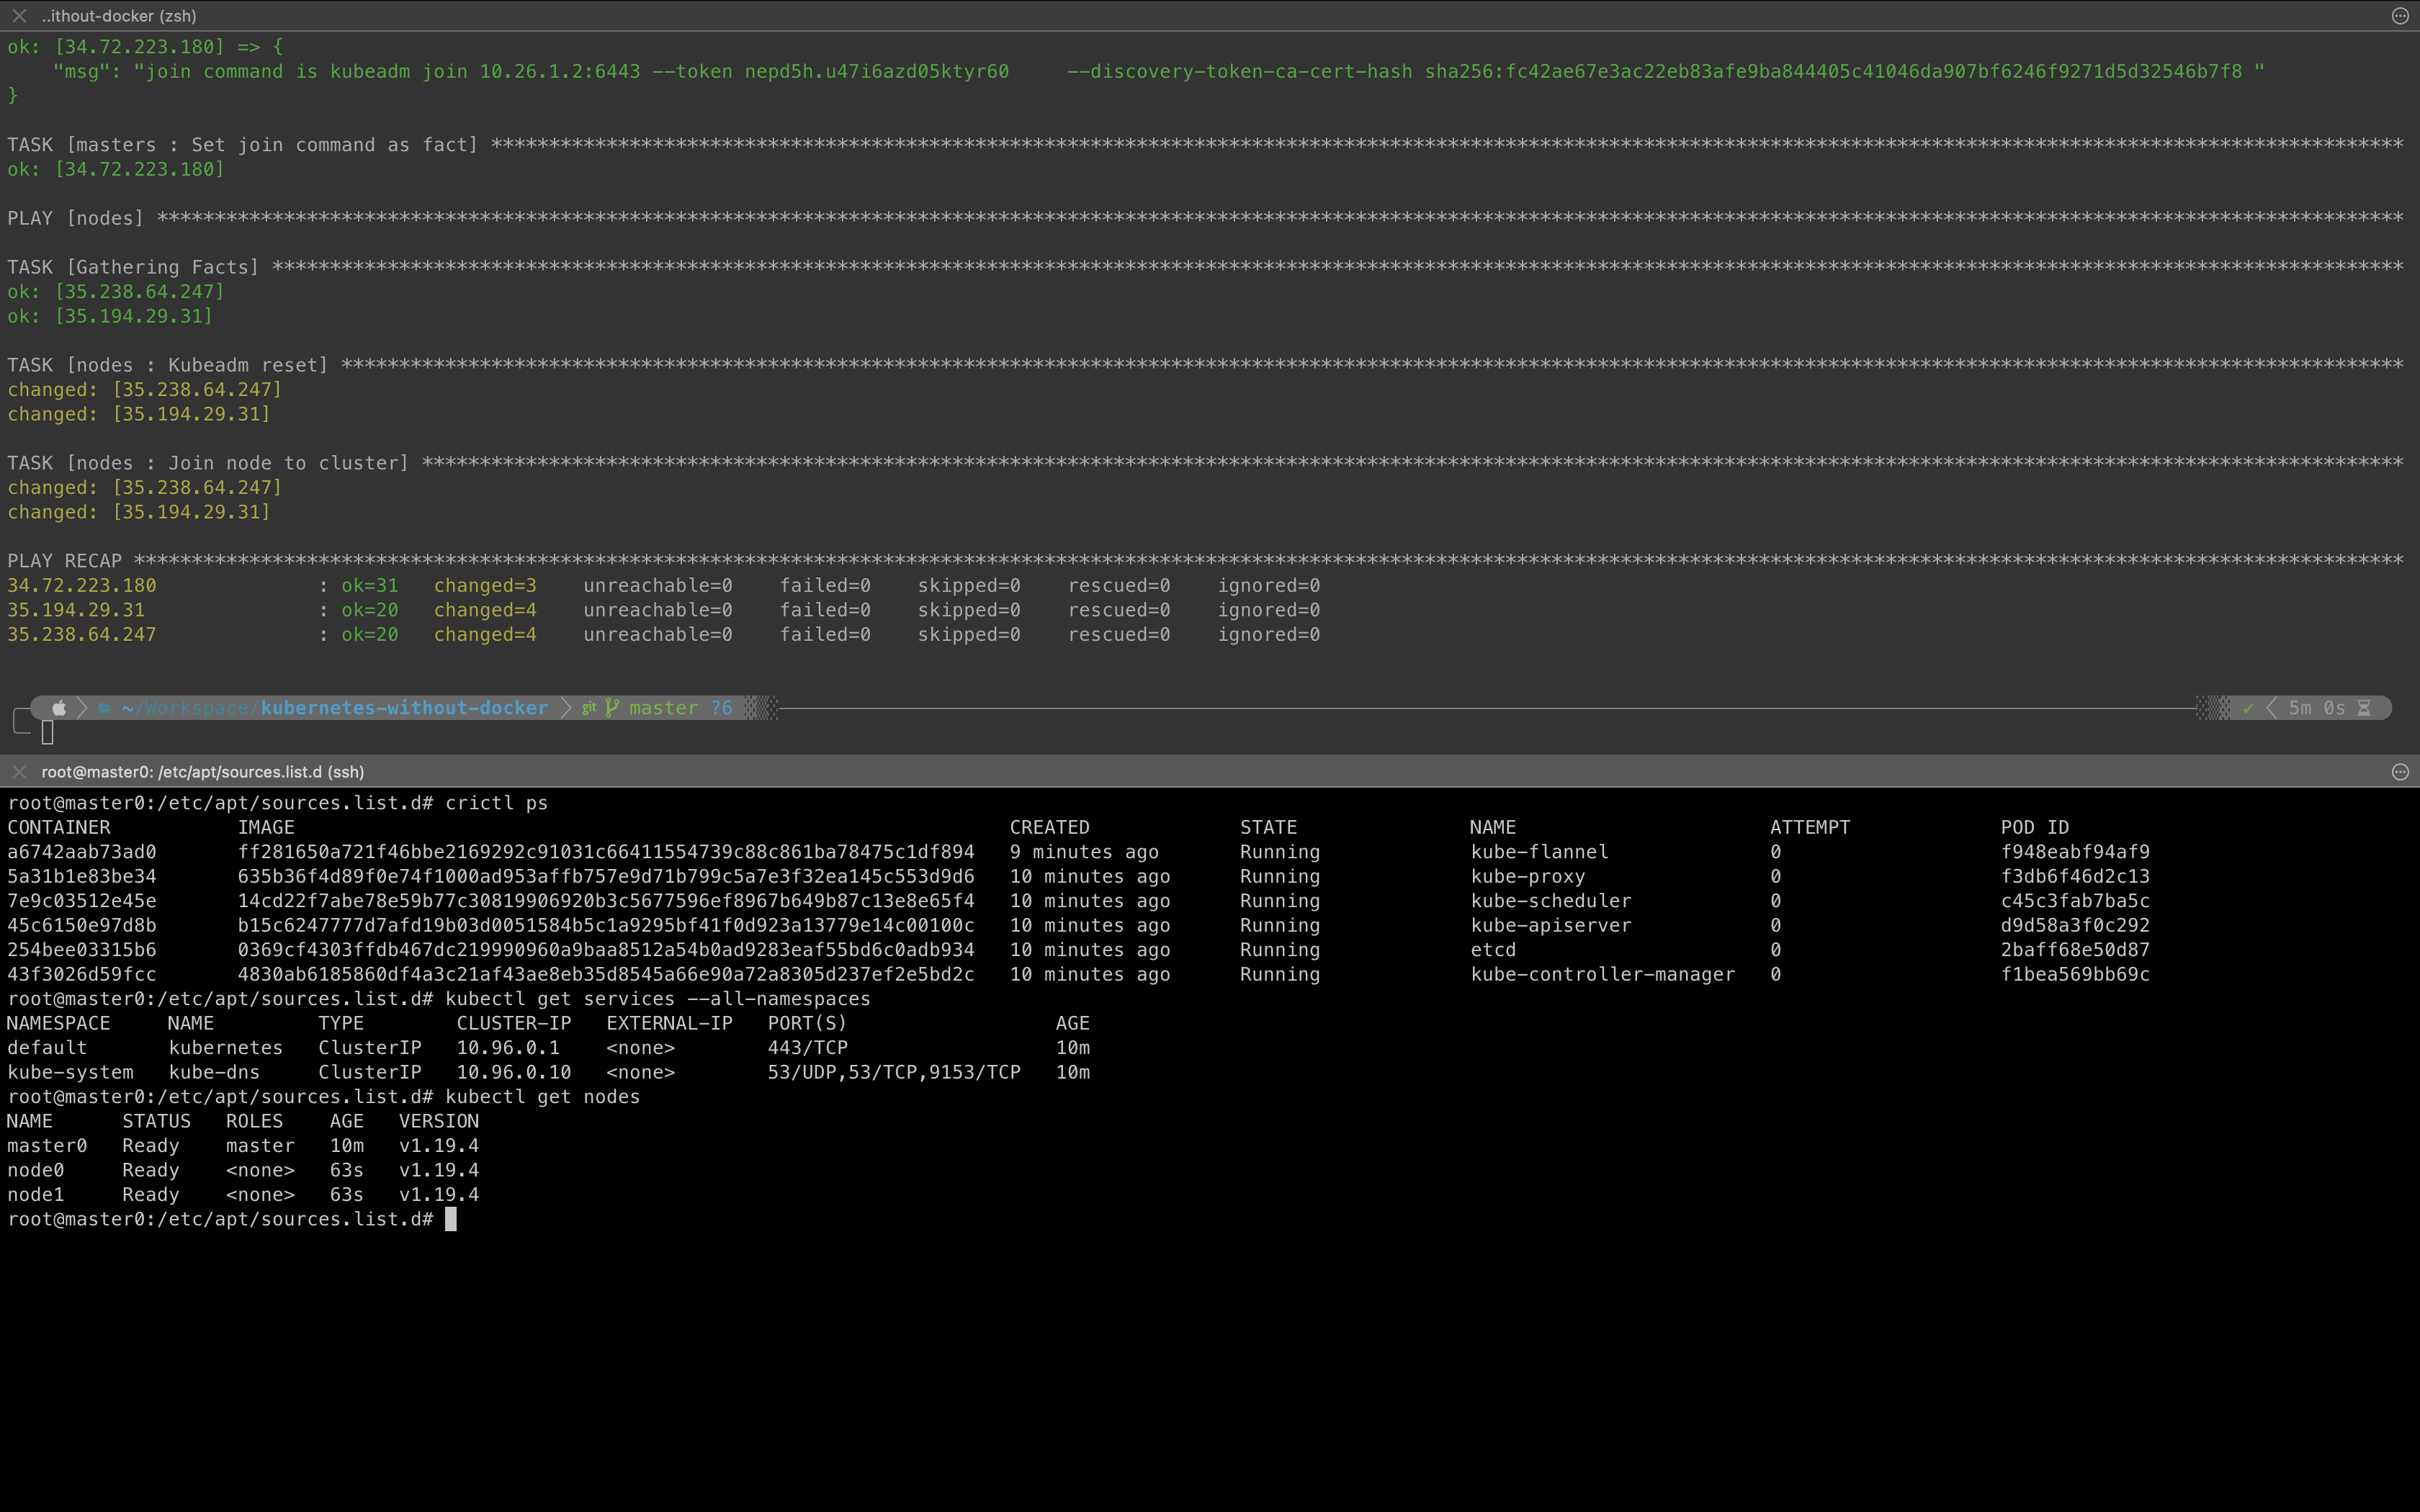 ..ithout-docker (zsh)
ok: [34.72.223.180] => {
    "msg": "join command is kubeadm join 10.26.1.2:6443 --token nepd5h.u47i6azd05ktyr60     --discovery-token-ca-cert-hash sha256:fc42ae67e3ac22eb83afe9ba844405c41046da907bf6246f9271d5d32546b7f8 "
}
TASK [masters : Set join command as fact] **********************************************************************************************************************************************************************
ok: [34.72.223.180]
PLAY [nodes] ***************************************************************************************************************************************************************************************************
TASK [Gathering Facts] *****************************************************************************************************************************************************************************************
ok: [35.238.64.247]
ok: [35.194.29.31]
TASK [nodes : Kubeadm reset] ***********************************************************************************************************************************************************************************
changed: [35.238.64.247]
changed: [35.194.29.31]
TASK [nodes : Join node to cluster] ****************************************************************************************************************************************************************************
changed: [35.238.64.247]
changed: [35.194.29.31]
PLAY RECAP *****************************************************************************************************************************************************************************************************
34.72.223.180              : ok=31   changed=3    unreachable=0    failed=0    skipped=0    rescued=0    ignored=0
35.194.29.31               : ok=20   changed=4    unreachable=0    failed=0    skipped=0    rescued=0    ignored=0
35.238.64.247              : ok=20   changed=4    unreachable=0    failed=0    skipped=0    rescued=0    ignored=0
~/Workspace/kubernetes-without-docker git master ?6 ✔ 5m 0s
root@master0: /etc/apt/sources.list.d (ssh)
root@master0:/etc/apt/sources.list.d# crictl ps
CONTAINER           IMAGE                                                              CREATED             STATE               NAME                      ATTEMPT             POD ID
a6742aab73ad0       ff281650a721f46bbe2169292c91031c66411554739c88c861ba78475c1df894   9 minutes ago       Running             kube-flannel              0                   f948eabf94af9
5a31b1e83be34       635b36f4d89f0e74f1000ad953affb757e9d71b799c5a7e3f32ea145c553d9d6   10 minutes ago      Running             kube-proxy                0                   f3db6f46d2c13
7e9c03512e45e       14cd22f7abe78e59b77c30819906920b3c5677596ef8967b649b87c13e8e65f4   10 minutes ago      Running             kube-scheduler            0                   c45c3fab7ba5c
45c6150e97d8b       b15c6247777d7afd19b03d0051584b5c1a9295bf41f0d923a13779e14c00100c   10 minutes ago      Running             kube-apiserver            0                   d9d58a3f0c292
254bee03315b6       0369cf4303ffdb467dc219990960a9baa8512a54b0ad9283eaf55bd6c0adb934   10 minutes ago      Running             etcd                      0                   2baff68e50d87
43f3026d59fcc       4830ab6185860df4a3c21af43ae8eb35d8545a66e90a72a8305d237ef2e5bd2c   10 minutes ago      Running             kube-controller-manager   0                   f1bea569bb69c
root@master0:/etc/apt/sources.list.d# kubectl get services --all-namespaces
NAMESPACE     NAME         TYPE        CLUSTER-IP   EXTERNAL-IP   PORT(S)                  AGE
default       kubernetes   ClusterIP   10.96.0.1    <none>        443/TCP                  10m
kube-system   kube-dns     ClusterIP   10.96.0.10   <none>        53/UDP,53/TCP,9153/TCP   10m
root@master0:/etc/apt/sources.list.d# kubectl get nodes
NAME      STATUS   ROLES    AGE   VERSION
master0   Ready    master   10m   v1.19.4
node0     Ready    <none>   63s   v1.19.4
node1     Ready    <none>   63s   v1.19.4
root@master0:/etc/apt/sources.list.d#